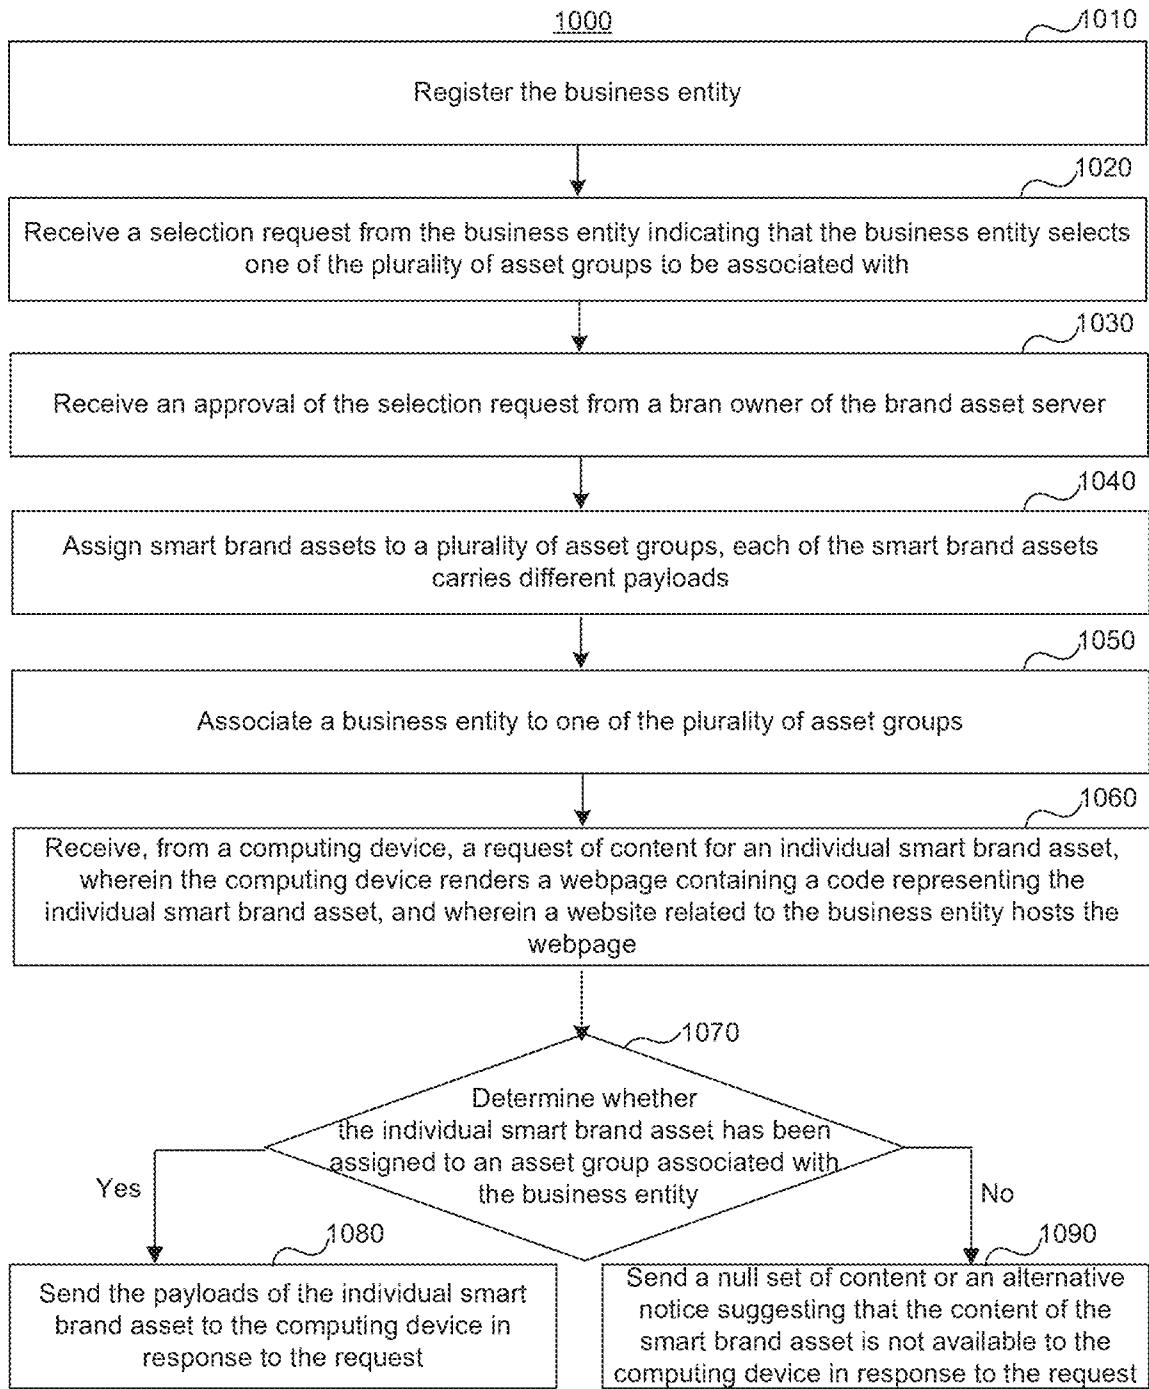 1000
1010
Register the business entity
1020
Receive a selection request from the business entity indicating that the business entity selects
one of the plurality of asset groups to be associated with
1030
Receive an approval of the selection request from a bran owner of the brand asset server
1040
Assign smart brand assets to a plurality of asset groups, each of the smart brand assets
carries different payloads
1050
Associate a business entity to one of the plurality of asset groups
1060
Receive, from a computing device, a request of content for an individual smart brand asset,
wherein the computing device renders a webpage containing a code representing the
individual smart brand asset, and wherein a website related to the business entity hosts the
webpage
1070
Determine whether
the individual smart brand asset has been
assigned to an asset group associated with
the business entity
Yes
No
1080
Send the payloads of the individual smart
brand asset to the computing device in
response to the request
1090
Send a null set of content or an alternative
notice suggesting that the content of the
smart brand asset is not available to the
computing device in response to the request